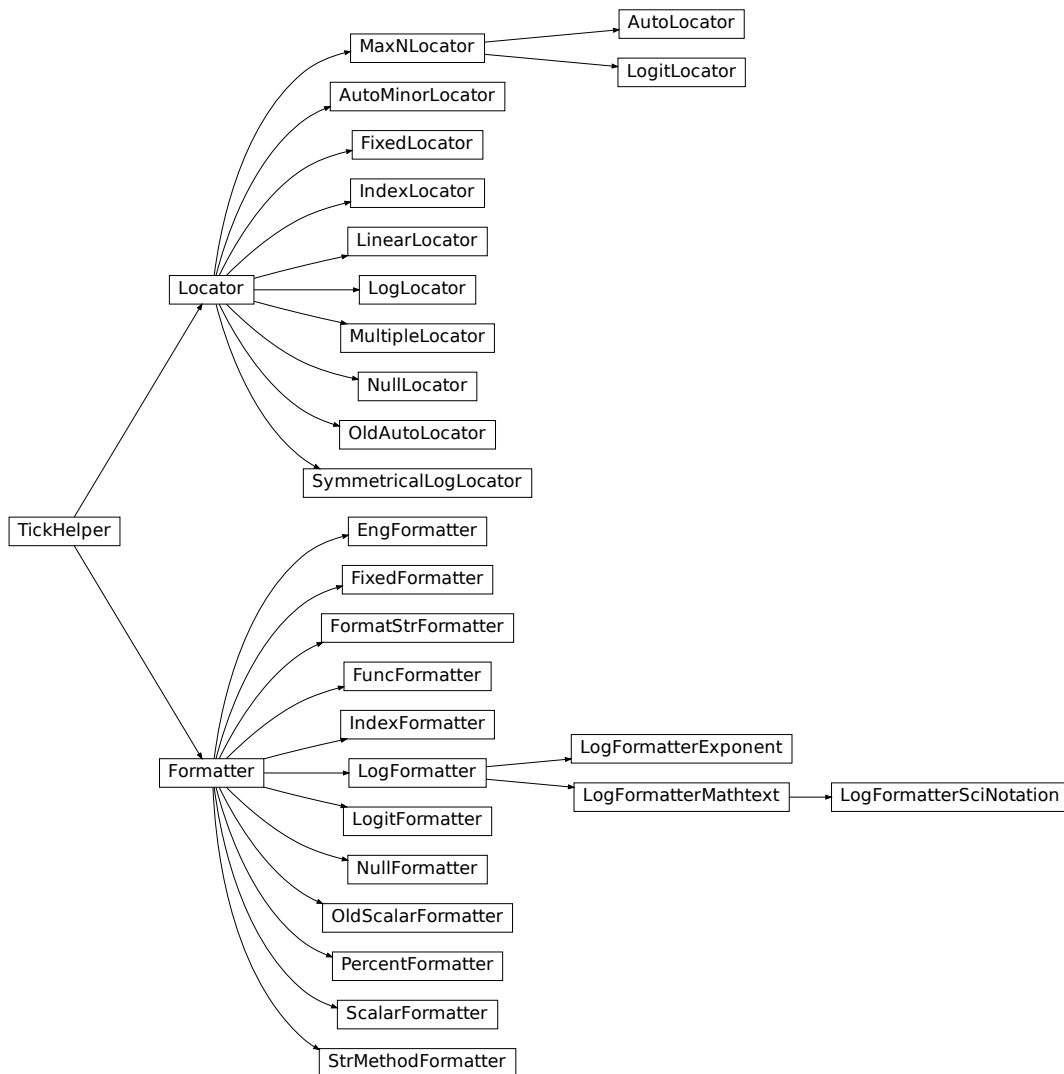 AutoLocator
MaxNLocator
LogitLocator
AutoMinorLocator
FixedLocator
IndexLocator
LinearLocator
Locator
LogLocator
MultipleLocator
NullLocator
OldAutoLocator
SymmetricalLogLocator
TickHelper
EngFormatter
FixedFormatter
FormatStrFormatter
FuncFormatter
IndexFormatter
LogFormatterExponent
Formatter
LogFormatter
LogFormatterMathtext
LogFormatterSciNotation
LogitFormatter
NullFormatter
OldScalarFormatter
PercentFormatter
ScalarFormatter
StrMethodFormatter